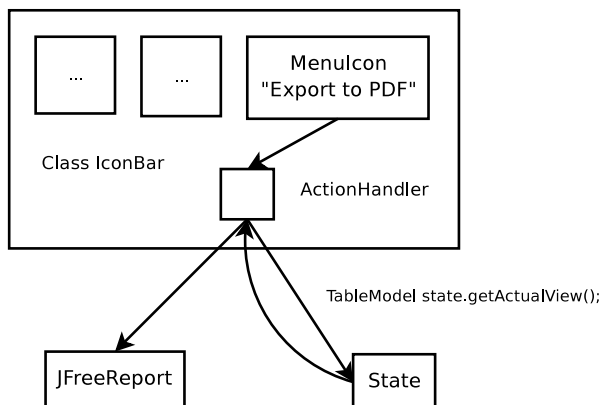 ...
...
MenuIcon
"Export to PDF"
Class IconBar
ActionHandler
TableModel state.getActualView();
JFreeReport
State